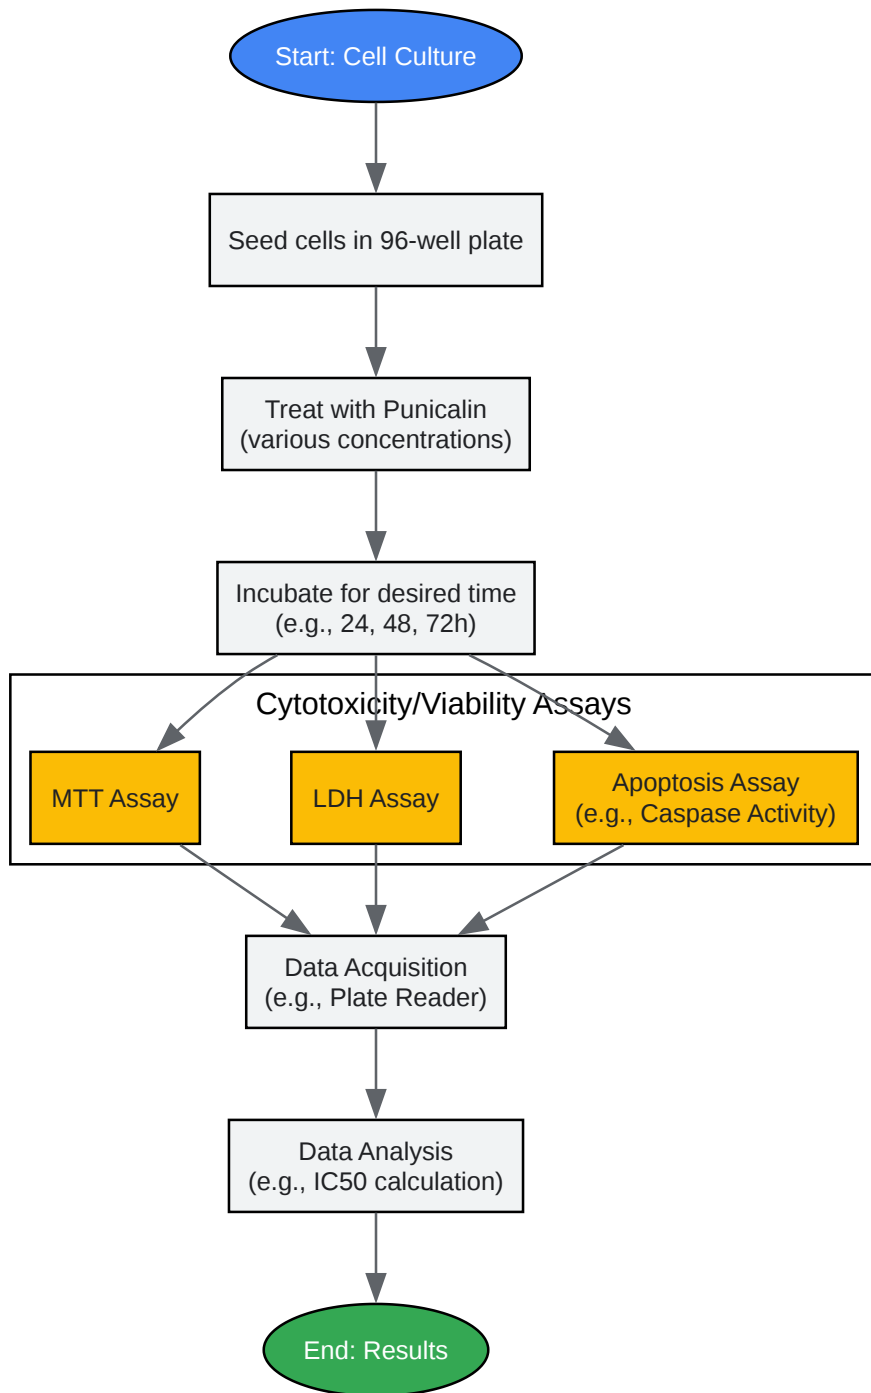 Start: Cell Culture
Seed cells in 96-well plate
Treat with Punicalin
(various concentrations)
Incubate for desired time
(e.g., 24, 48, 72h)
Cytotoxicity/Viability Assays
MTT Assay
LDH Assay
Apoptosis Assay
(e.g., Caspase Activity)
Data Acquisition
(e.g., Plate Reader)
Data Analysis
(e.g., IC50 calculation)
End: Results